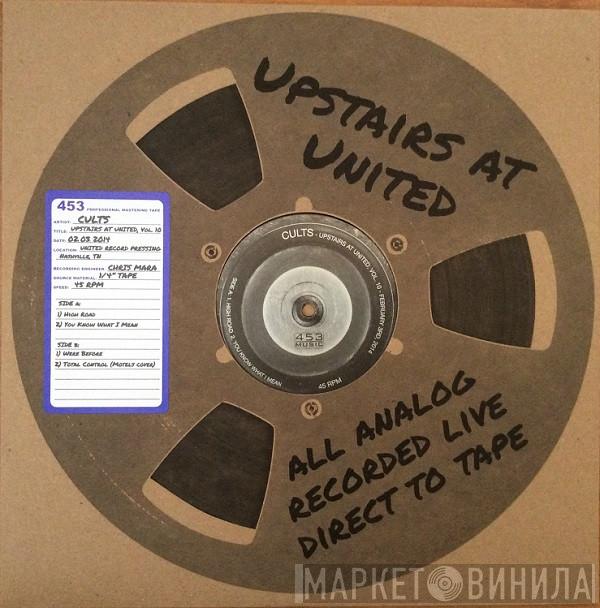 UPSTAIRS AT
UNITED
453 PROFESSIONAL MASTERING TAPE
ARTIST: CULTS
TITLE: UPSTAIRS AT UNITED, VOL. 10
DATE: 02.03.2014
LOCATION: UNITED RECORD PRESSING
NASHVILLE, TN
RECORDING ENGINEER: CHRIS MARA
SOURCE MATERIAL: 1/4" TAPE
SPEED: 45 RPM
SIDE A:
1) HIGH ROAD
2) YOU KNOW WHAT I MEAN
SIDE B:
1) WERE BEFORE
2) TOTAL CONTROL (MOTELS COVER)
CULTS - UPSTAIRS AT UNITED, VOL. 10 - FEBRUARY 3RD, 2014
SIDE A: 1. HIGH ROAD 2. YOU KNOW WHAT I MEAN
45 RPM
453
MUSIC
ALL ANALOG
RECORDED LIVE
DIRECT TO TAPE
МАРКЕТ ВИНИЛА